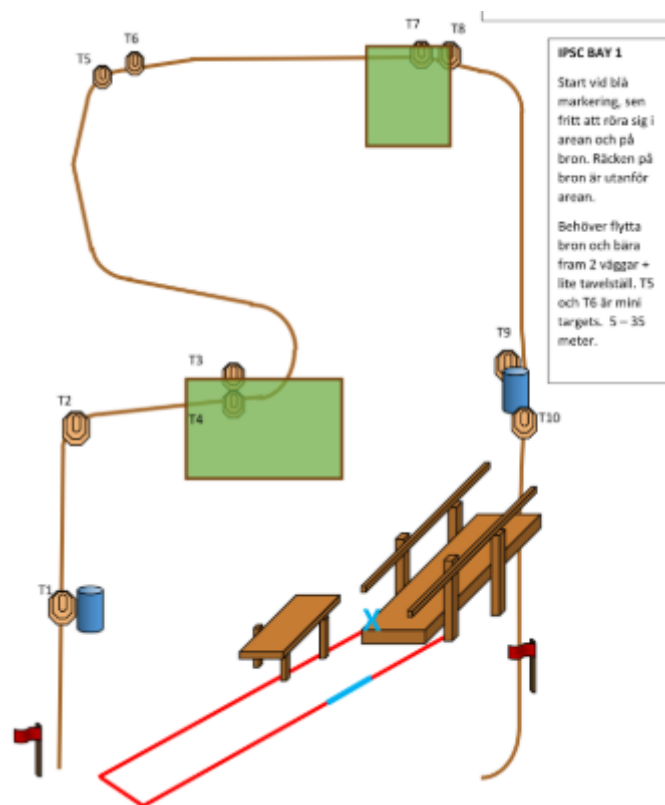 T7
T8
T6
T5
IPSC BAY 1
Start vid blå
markering, sen
fritt att röra sig i
arean och på
bron. Räcken på
bron är utanför
arean.
Behöver flytta
bron och bära
fram 2 väggar +
lite tavelställ. T5
och T6 är mini
targets. 5 – 35
meter.
T9
T3
T2
T4
T10
T1
X